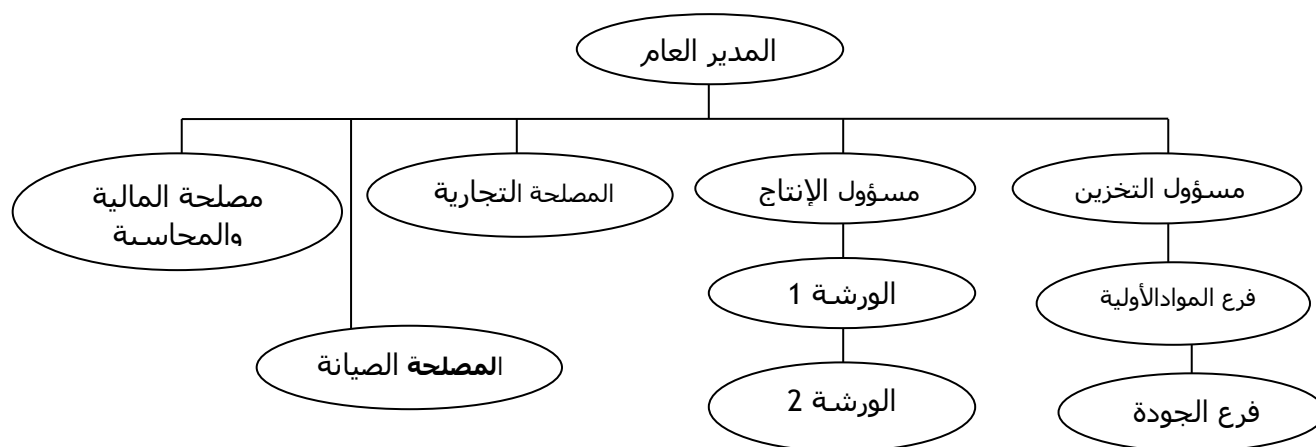 المدير العام
مسؤول التخزين
مسؤول الإنتاج
المصلحة التجارية
مصلحة المالية
والمحاسبة
فرع الموادالأولية
الورشة 1
المصلحة الصيانة
الورشة 2
فرع الجودة